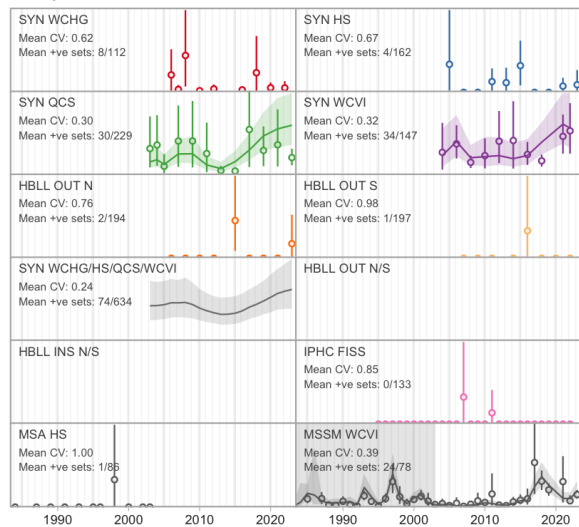 SYN WCHG
Mean CV: 0.62
Mean +ve sets: 8/112
SYN HS
Mean CV: 0.67
Mean +ve sets: 4/162
SYN QCS
Mean CV: 0.30
Mean +ve sets: 30/229
SYN WCVI
Mean CV: 0.32
Mean +ve sets: 34/147
HBLL OUT N
Mean CV: 0.76
Mean +ve sets: 2/194
HBLL OUT S
Mean CV: 0.98
Mean +ve sets: 1/197
SYN WCHG/HS/QCS/WCVI
Mean CV: 0.24
Mean +ve sets: 74/634
HBLL OUT N/S
HBLL INS N/S
IPHC FISS
Mean CV: 0.85
Mean +ve sets: 0/133
MSA HS
Mean CV: 1.00
Mean +ve sets: 1/86
MSSM WCVI
Mean CV: 0.39
Mean +ve sets: 24/78
1990 2000 2010 2020 1990 2000 2010 2020